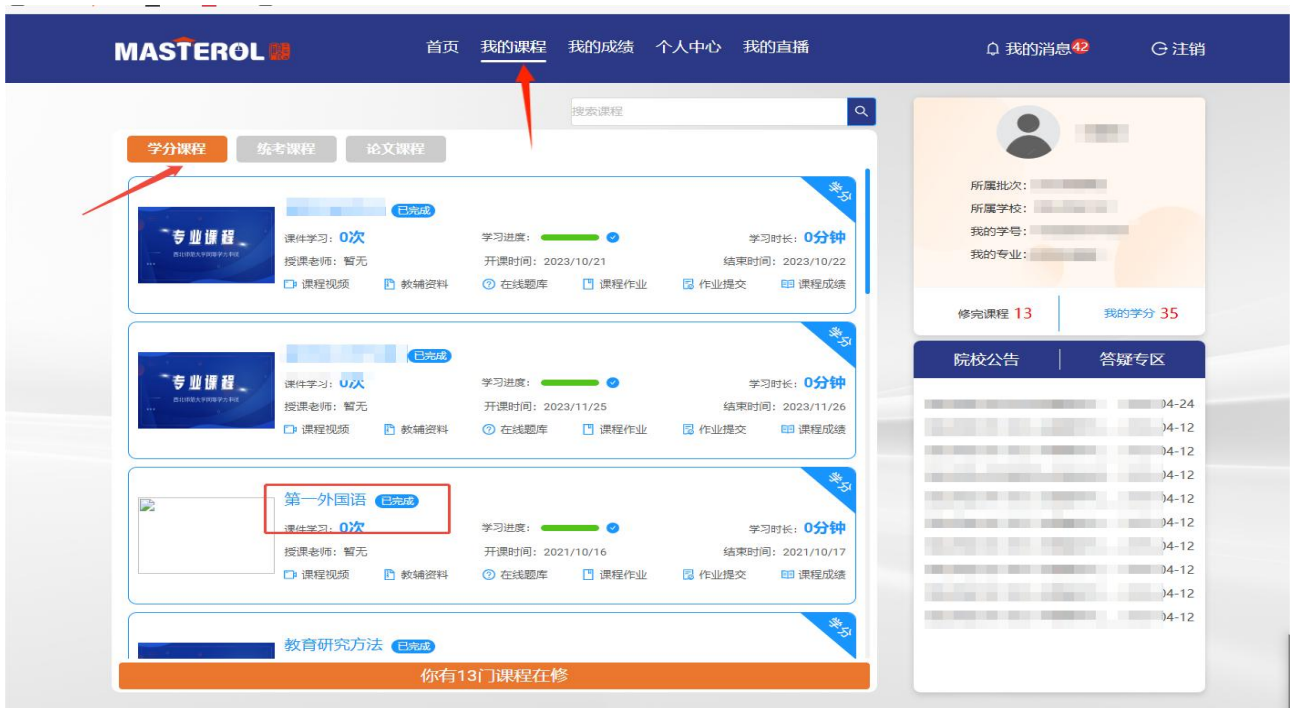 MASTEROL
首页 我的课程 我的成绩 个人中心 我的直播 我的消息42 注销
搜索课程
学分课程 统考课程 论文课程
学分
已完成
专业课程
课件学习：0次 学习进度： 学习时长：0分钟
授课老师：暂无 开课时间：2023/10/21 结束时间：2023/10/22
课程视频 教辅资料 在线题库 课程作业 作业提交 课程成绩
学分
已完成
专业课程
课件学习：0次 学习进度： 学习时长：0分钟
授课老师：暂无 开课时间：2023/11/25 结束时间：2023/11/26
课程视频 教辅资料 在线题库 课程作业 作业提交 课程成绩
学分
第一外国语 已完成
课件学习：0次 学习进度： 学习时长：0分钟
授课老师：暂无 开课时间：2021/10/16 结束时间：2021/10/17
课程视频 教辅资料 在线题库 课程作业 作业提交 课程成绩
学分
教育研究方法 已完成
你有13门课程在修
所属批次：
所属学校：
我的学号：
我的专业：
修完课程 13 我的学分 35
院校公告 答疑专区
04-24
04-12
04-12
04-12
04-12
04-12
04-12
04-12
04-12
04-12